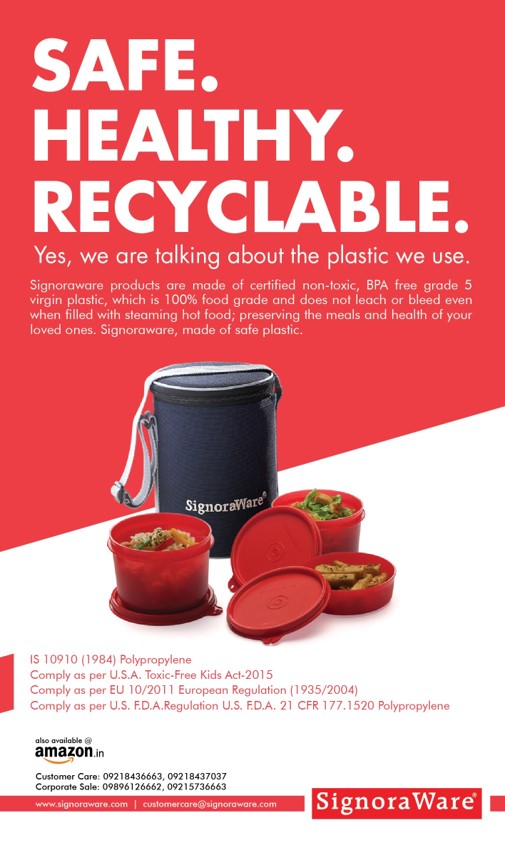 SAFE.
HEALTHY.
RECYCLABLE.
Yes, we are talking about the plastic we use.
Signoraware products are made of certified non-toxic, BPA free grade 5
virgin plastic, which is 100% food grade and does not leach or bleed even
when filled with steaming hot food; preserving the meals and health of your
loved ones. Signoraware, made of safe plastic.
SignoraWare®
IS 10910 (1984) Polypropylene
Comply as per U.S.A. Toxic-Free Kids Act-2015
Comply as per EU 10/2011 European Regulation (1935/2004)
Comply as per U.S. F.D.A.Regulation U.S. F.D.A. 21 CFR 177.1520 Polypropylene
also available @
amazon.in
Customer Care: 09218436663, 09218437037
Corporate Sale: 09896126662, 09215736663
www.signoraware.com | customercare@signoraware.com
SignoraWare®